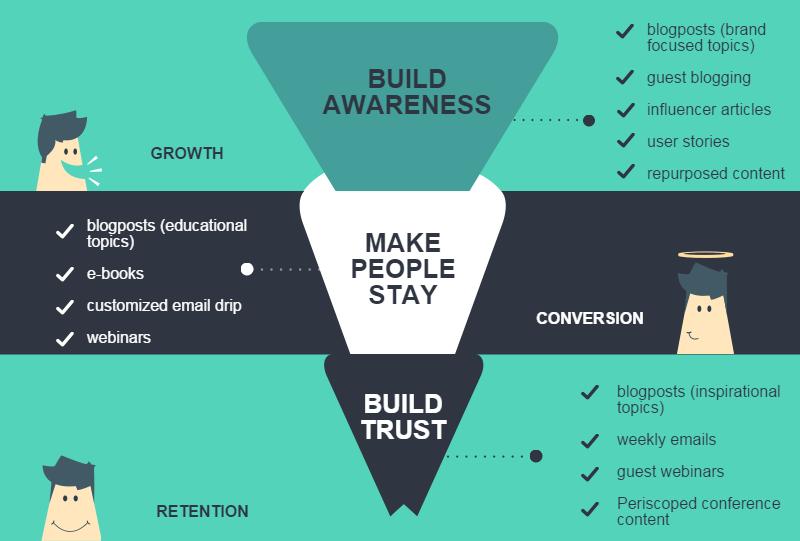 BUILD
AWARENESS
GROWTH
blogposts (brand
focused topics)
guest blogging
influencer articles
user stories
repurposed content
blogposts (educational
topics)
e-books
customized email drip
webinars
MAKE
PEOPLE
STAY
CONVERSION
BUILD
TRUST
RETENTION
blogposts (inspirational
topics)
weekly emails
guest webinars
Periscoped conference
content